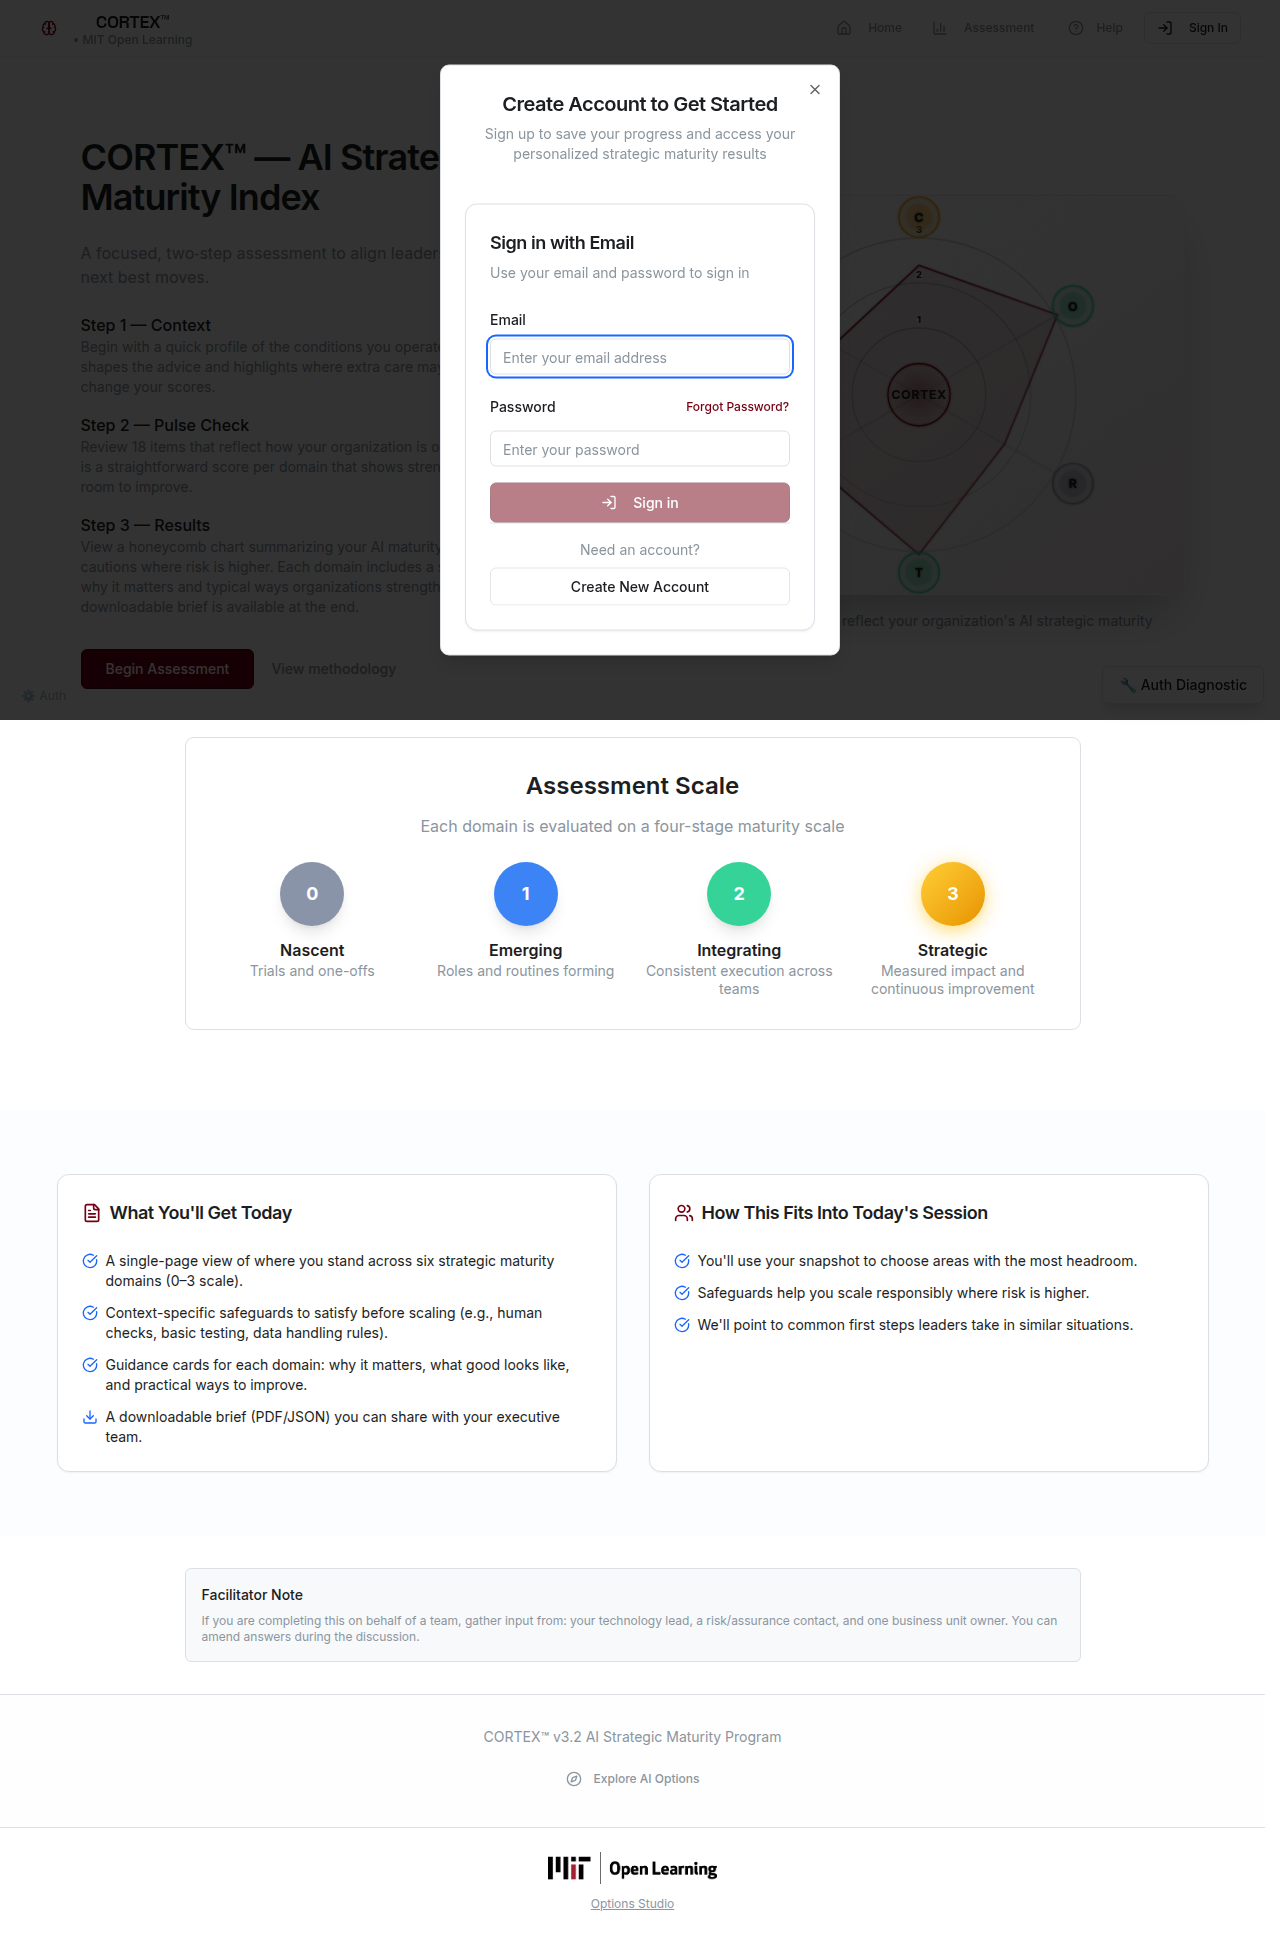 CORTEX™
• MIT Open Learning
Home
Assessment
Help
Sign In
CORTEX™ — AI Strate
Maturity Index
A focused, two-step assessment to align leader
next best moves.
Step 1 — Context
Begin with a quick profile of the conditions you operat
shapes the advice and highlights where extra care ma
change your scores.
Step 2 — Pulse Check
Review 18 items that reflect how your organization is o
is a straightforward score per domain that shows stren
room to improve.
Step 3 — Results
View a honeycomb chart summarizing your AI maturity
cautions where risk is higher. Each domain includes a
why it matters and typical ways organizations strength
downloadable brief is available at the end.
Begin Assessment
View methodology
⚙️ Auth
Create Account to Get Started
Sign up to save your progress and access your
personalized strategic maturity results
Sign in with Email
Use your email and password to sign in
Email
Enter your email address
Password
Forgot Password?
Enter your password
Sign in
Need an account?
Create New Account
C
3
2
1
O
CORTEX
R
T
reflect your organization's AI strategic maturity
🔧 Auth Diagnostic
Assessment Scale
Each domain is evaluated on a four-stage maturity scale
0
1
2
3
Nascent
Trials and one-offs
Emerging
Roles and routines forming
Integrating
Consistent execution across
teams
Strategic
Measured impact and
continuous improvement
What You'll Get Today
A single-page view of where you stand across six strategic maturity
domains (0–3 scale).
Context-specific safeguards to satisfy before scaling (e.g., human
checks, basic testing, data handling rules).
Guidance cards for each domain: why it matters, what good looks like,
and practical ways to improve.
A downloadable brief (PDF/JSON) you can share with your executive
team.
How This Fits Into Today's Session
You'll use your snapshot to choose areas with the most headroom.
Safeguards help you scale responsibly where risk is higher.
We'll point to common first steps leaders take in similar situations.
Facilitator Note
If you are completing this on behalf of a team, gather input from: your technology lead, a risk/assurance contact, and one business unit owner. You can
amend answers during the discussion.
CORTEX™ v3.2 AI Strategic Maturity Program
Explore AI Options
MIT Open Learning
Options Studio